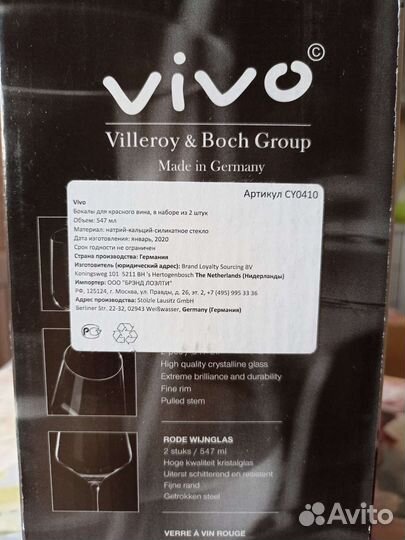 vivo ©
Villeroy & Boch Group
Made in Germany
Артикул CY0410
Vivo
Бокалы для красного вина, в наборе из 2 штук
Объем: 547 мл
Материал: натрий-кальций-силикатное стекло
Дата изготовления: январь, 2020
Срок годности не ограничен
Страна производства: Германия
Изготовитель (юридический адрес): Brand Loyalty Sourcing BV
Koningsweg 101 5211 BH 's Hertogenbosch The Netherlands (Нидерланды)
Импортер: ООО "БРЭНД ЛОЯЛТИ"
РФ, 125124, г. Москва, ул. Правды, д. 26, эт. 2, +7 (495) 995 33 36
Адрес производства: Stölzle Lausitz GmbH
Berliner Str. 22-32, 02943 Weißwasser, Germany (Германия)
High quality crystalline glass
Extreme brilliance and durability
Fine rim
Pulled stem
RODE WIJNGLAS
2 stuks / 547 ml
Hoge kwaliteit kristalglas
Uiterst schitterend en resistent
Fijne rand
Getrokken steel
VERRE À VIN ROUGE
Avito